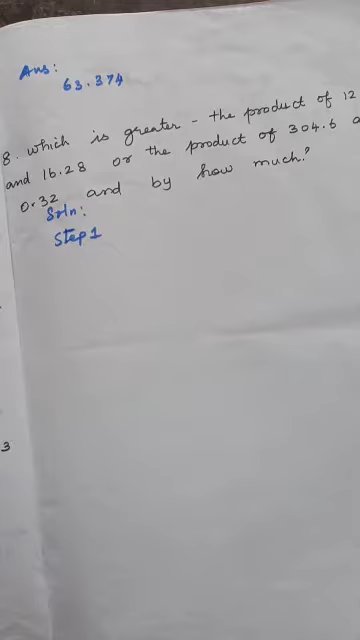 Ans:
63.374
8. which is greater - the product of 12
and 16.28 or the product of 304.6 a
0.32 and by how much?
Soln:
Step 1
3